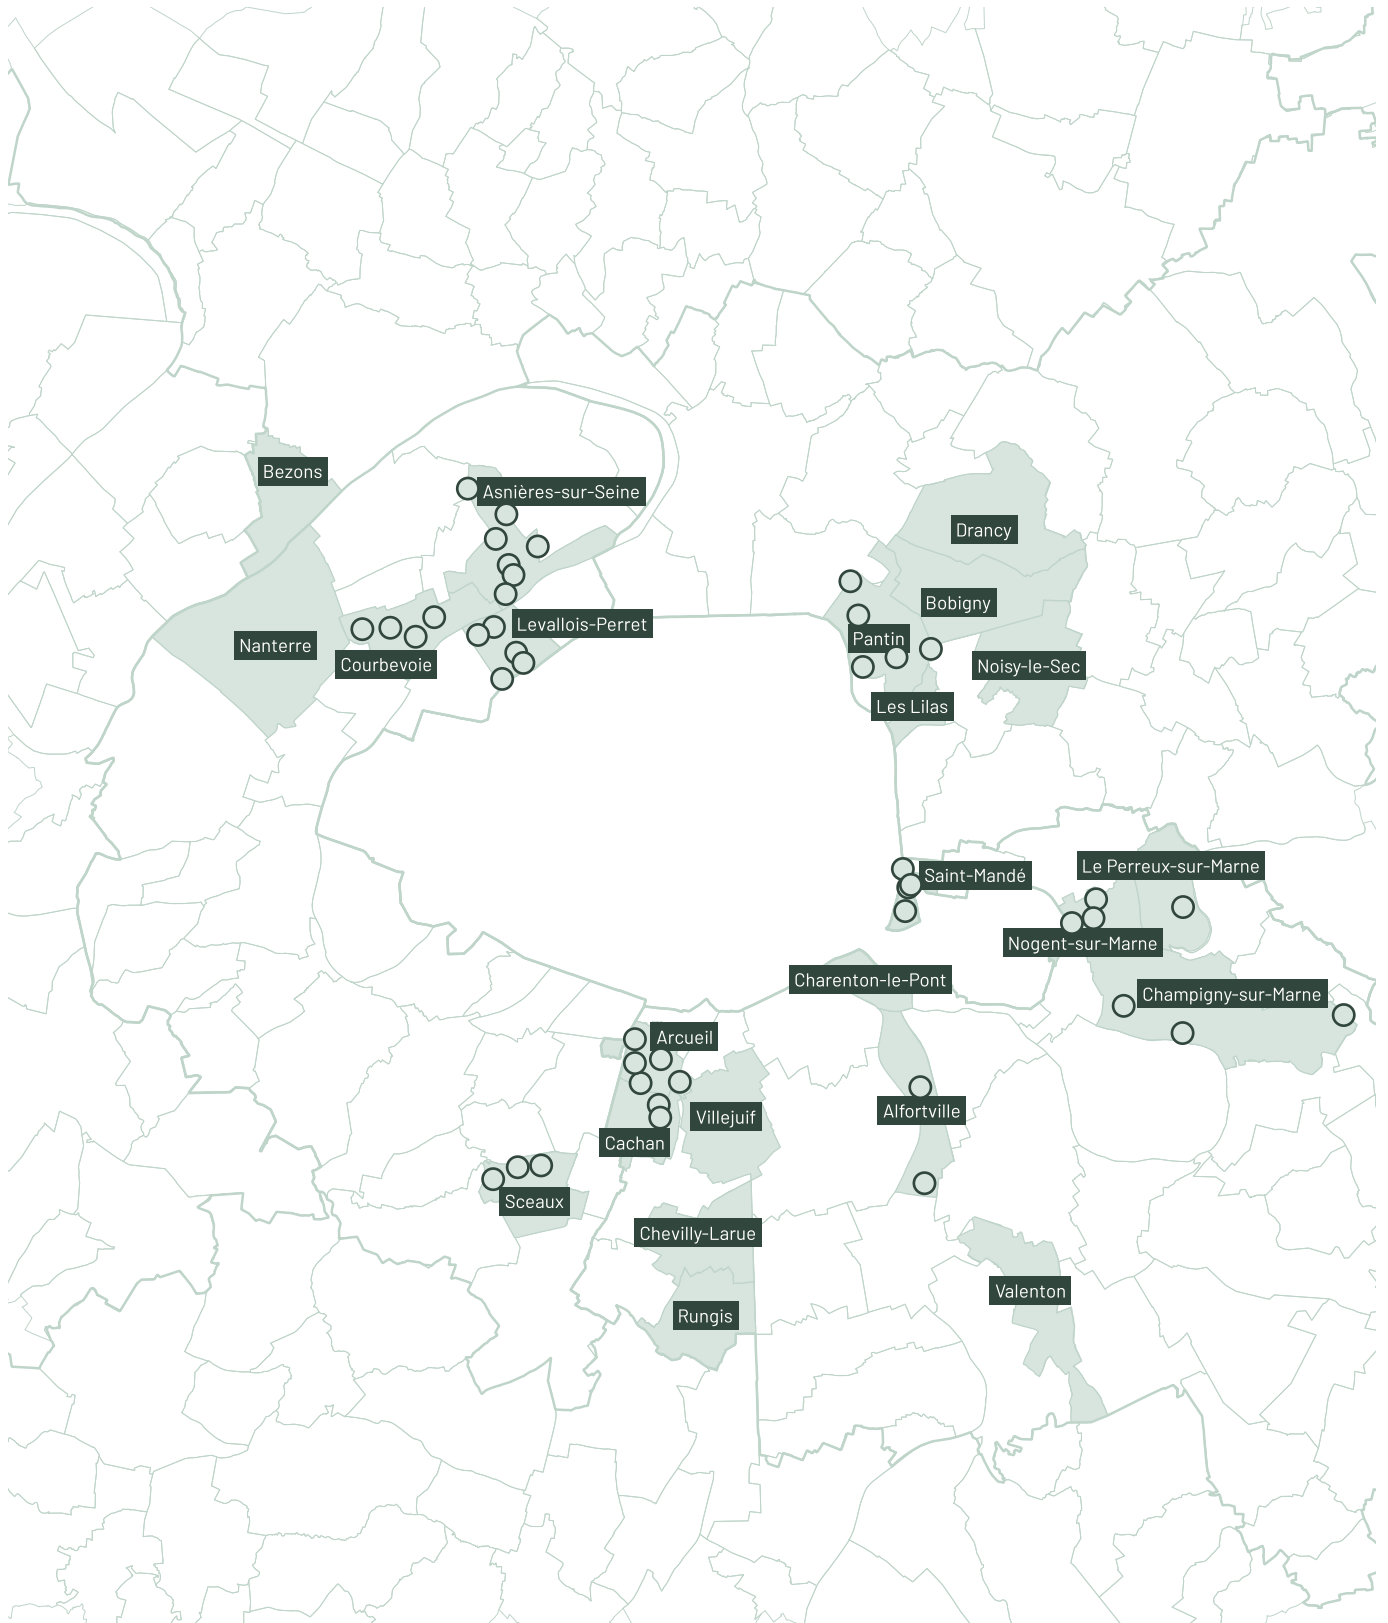 Bezons
Asnières-sur-Seine
Drancy
Bobigny
Levallois-Perret
Pantin
Nanterre
Courbevoie
Noisy-le-Sec
Les Lilas
Le Perreux-sur-Marne
Saint-Mandé
Nogent-sur-Marne
Charenton-le-Pont
Champigny-sur-Marne
Arcueil
Alfortville
Villejuif
Cachan
Sceaux
Chevilly-Larue
Valenton
Rungis